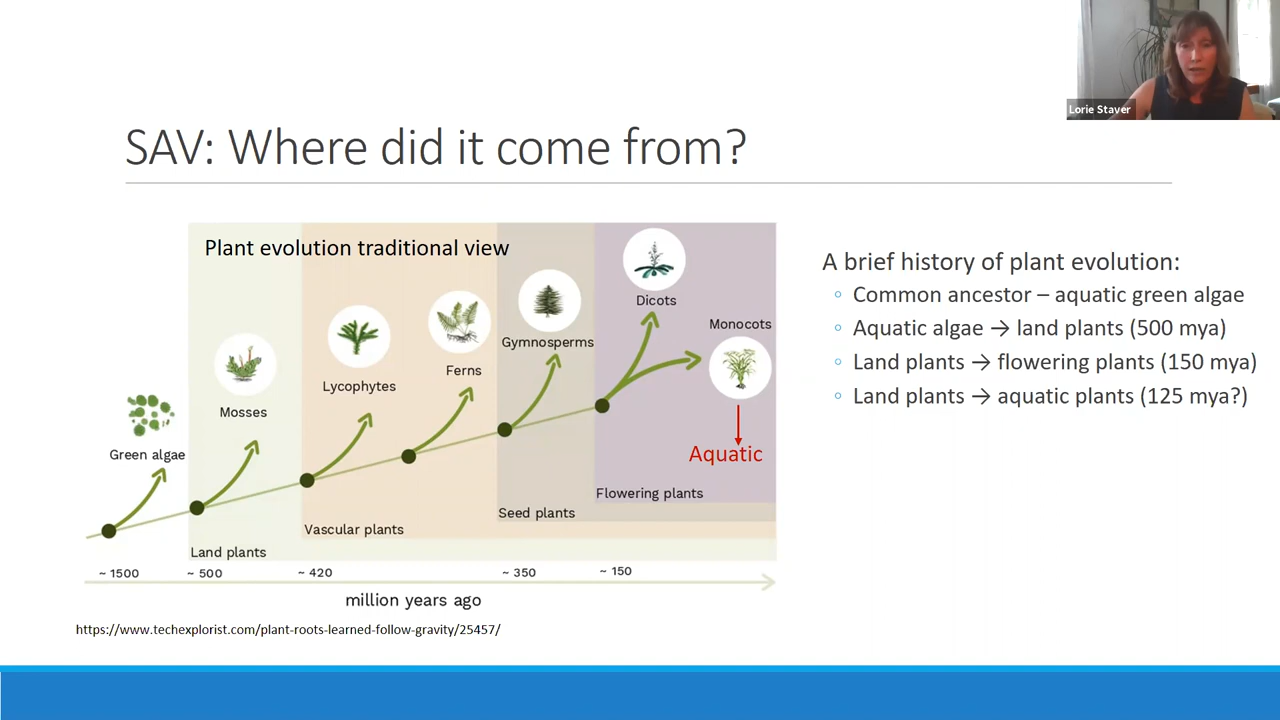 Lorie Staver
SAV: Where did it come from?
Plant evolution traditional view
Dicots
Monocots
Gymnosperms
Ferns
Lycophytes
Mosses
Green algae
Aquatic
Flowering plants
Seed plants
Vascular plants
Land plants
~ 1500 ~ 500 ~ 420 ~ 350 ~ 150
million years ago
https://www.techexplorist.com/plant-roots-learned-follow-gravity/25457/
A brief history of plant evolution:
◦ Common ancestor – aquatic green algae
◦ Aquatic algae → land plants (500 mya)
◦ Land plants → flowering plants (150 mya)
◦ Land plants → aquatic plants (125 mya?)